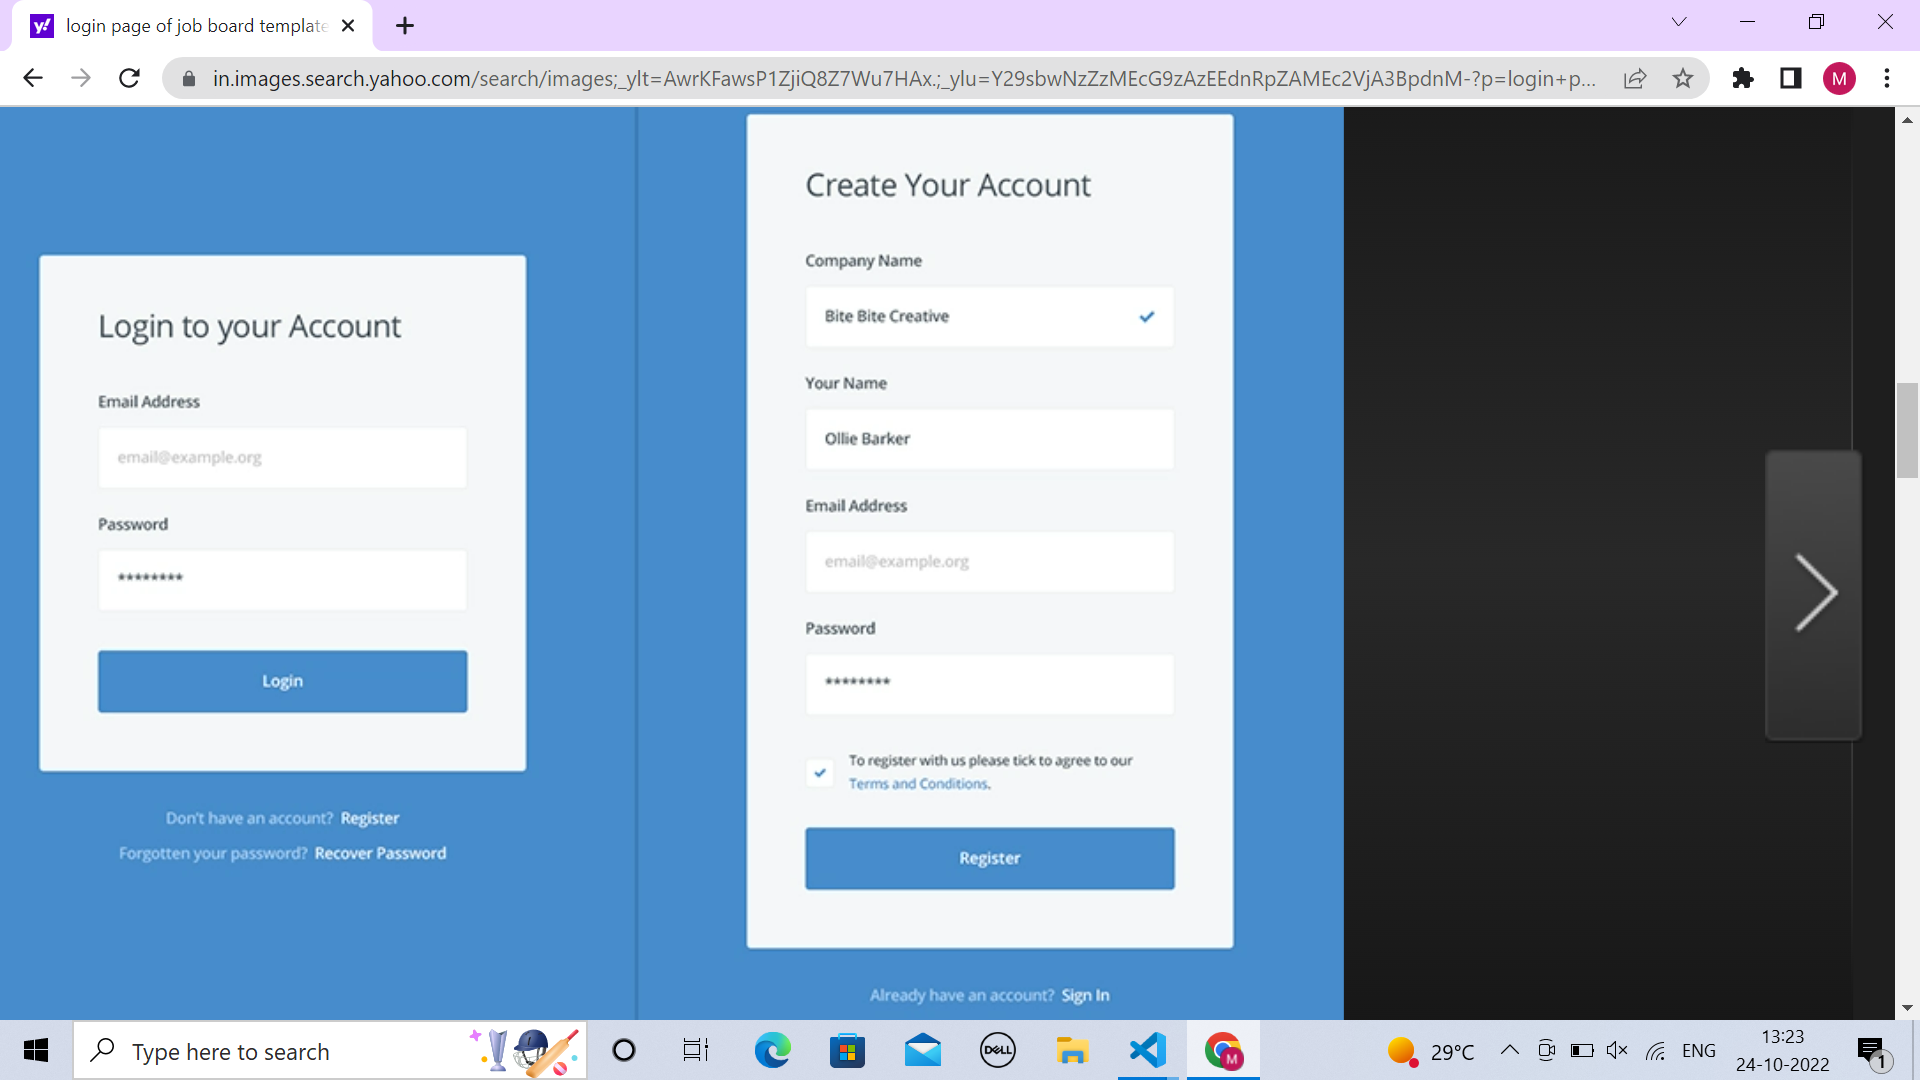 login page of job board template
in.images.search.yahoo.com/search/images;_ylt=AwrKFawsP1ZjiQ8Z7Wu7HAx.;_ylu=Y29sbwNzZzMEcG9zAzEEdnRpZAMEc2VjA3BpdnM-?p=login+p...
M
Login to your Account
Email Address
email@example.org
Password
********
Login
Don't have an account? Register
Forgotten your password? Recover Password
Create Your Account
Company Name
Bite Bite Creative
Your Name
Ollie Barker
Email Address
email@example.org
Password
********
To register with us please tick to agree to our
Terms and Conditions.
Register
Already have an account? Sign In
Type here to search
DELL
M
29°C
ENG
13:23
24-10-2022
1